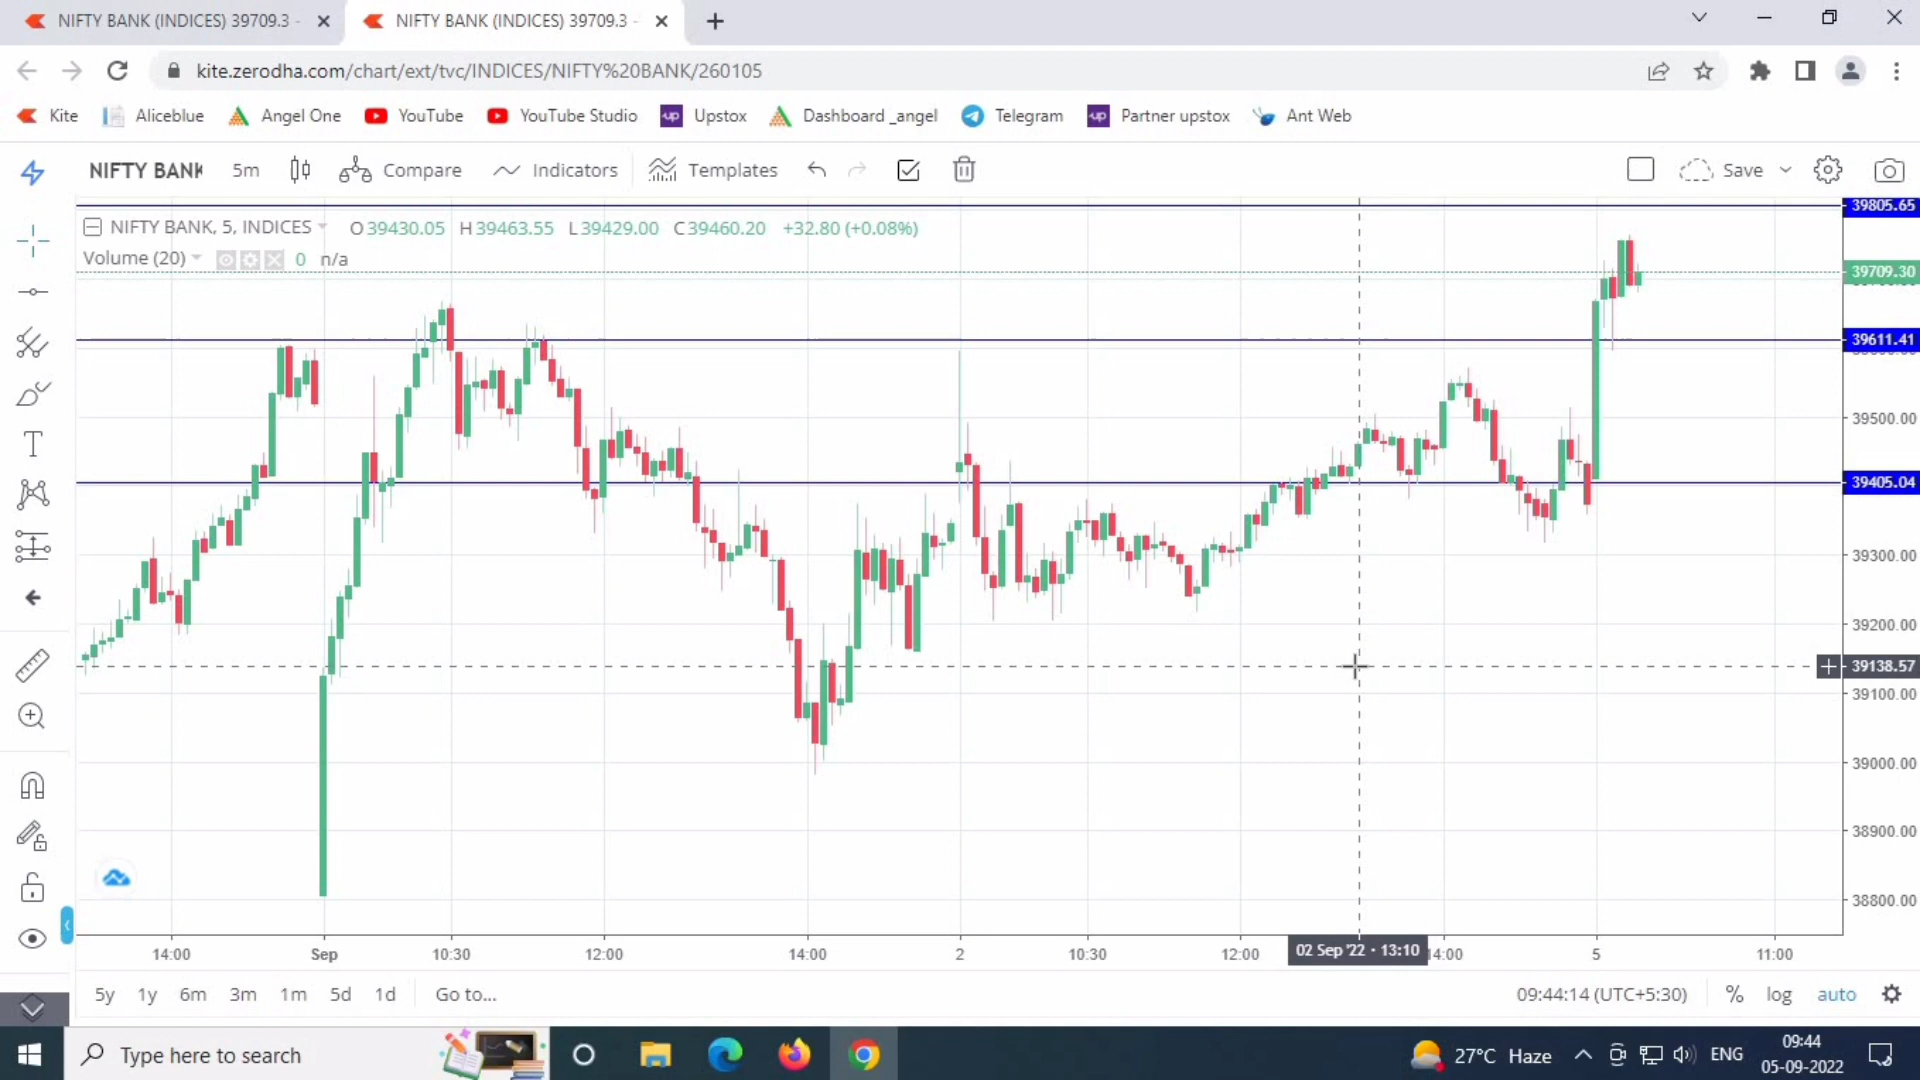 NIFTY BANK (INDICES) 39709.3 -
NIFTY BANK (INDICES) 39709.3 -
kite.zerodha.com/chart/ext/tvc/INDICES/NIFTY%20BANK/260105
Kite Aliceblue Angel One YouTube YouTube Studio up Upstox Dashboard _angel Telegram up Partner upstox Ant Web
NIFTY BANK 5m Compare Indicators Templates Save
NIFTY BANK, 5, INDICES O39430.05 H39463.55 L39429.00 C39460.20 +32.80 (+0.08%)
Volume (20) 0 n/a
39805.65
39709.30
39611.41
39500.00
39405.04
39300.00
39200.00
39138.57
39100.00
39000.00
38900.00
38800.00
14:00 Sep 10:30 12:00 14:00 2 10:30 12:00 02 Sep '22 · 13:10 14:00 5 11:00
5y 1y 6m 3m 1m 5d 1d Go to... 09:44:14 (UTC+5:30) % log auto
Type here to search 27°C Haze ENG 09:44
05-09-2022